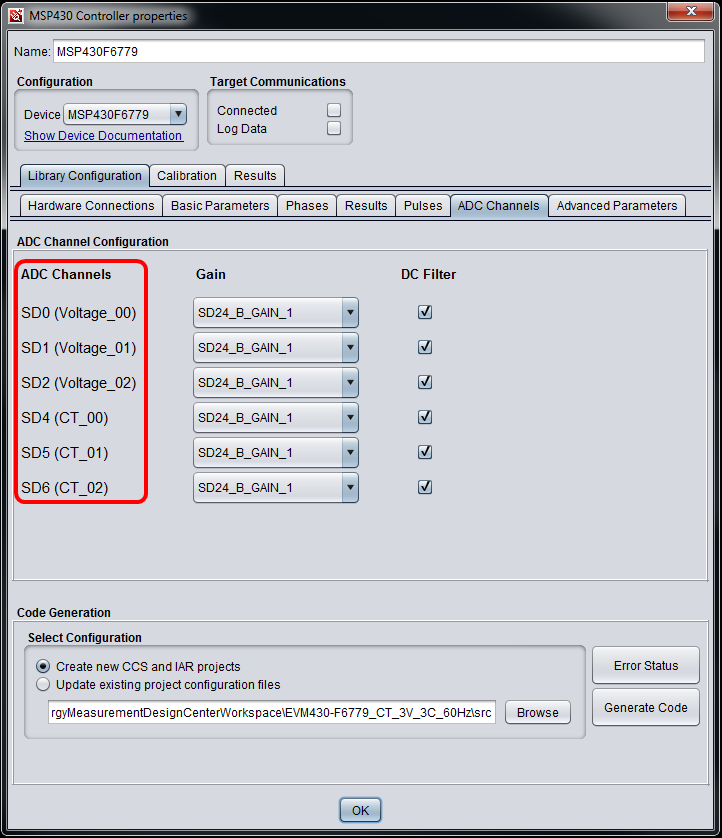 MSP430 Controller properties
Name: MSP430F6779
Configuration
Target Communications
Device MSP430F6779
Show Device Documentation
Connected
Log Data
Library Configuration Calibration Results
Hardware Connections Basic Parameters Phases Results Pulses ADC Channels Advanced Parameters
ADC Channel Configuration
ADC Channels Gain DC Filter
SD0 (Voltage_00) SD24_B_GAIN_1
SD1 (Voltage_01) SD24_B_GAIN_1
SD2 (Voltage_02) SD24_B_GAIN_1
SD4 (CT_00) SD24_B_GAIN_1
SD5 (CT_01) SD24_B_GAIN_1
SD6 (CT_02) SD24_B_GAIN_1
Code Generation
Select Configuration
Create new CCS and IAR projects
Update existing project configuration files
rgyMeasurementDesignCenterWorkspace\EVM430-F6779_CT_3V_3C_60Hz\src Browse
Error Status
Generate Code
OK